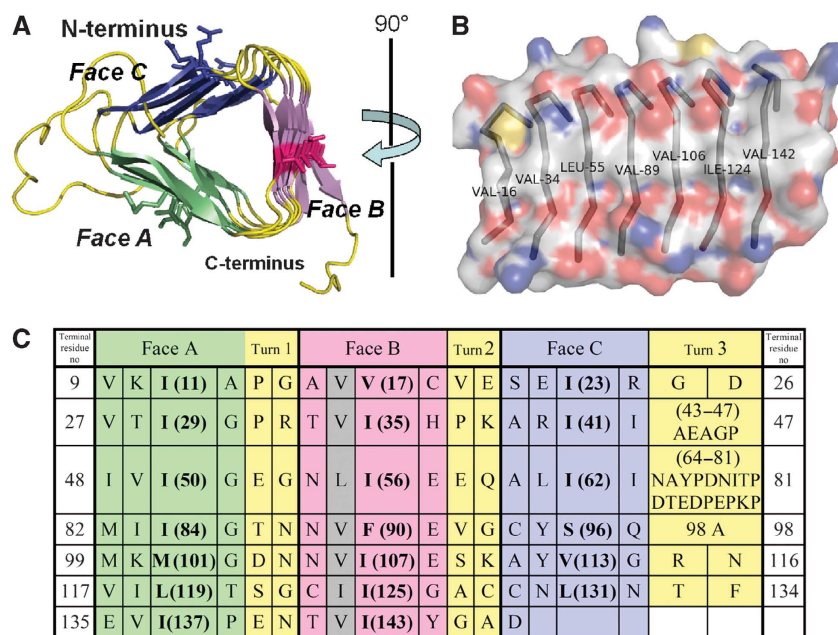 A
N-terminus
90°
Face C
Face A
Face B
C-terminus
B
VAL-16
VAL-34
LEU-55
VAL-89
VAL-106
ILE-124
VAL-142
C
Terminal residue no | Face A | Turn 1 | Face B | Turn 2 | Face C | Turn 3 | Terminal residue no
9 V K I (11) A P G A V V (17) C V E S E I (23) R G D 26
27 V T I (29) G P R T V I (35) H P K A R I (41) I (43–47) AEAGP 47
48 I V I (50) G E G N L I (56) E E Q A L I (62) I (64–81) NAYPDNITP DTEDPEPKP 81
82 M I I (84) G T N N V F (90) E V G C Y S (96) Q 98 A 98
99 M K M(101) G D N N V I (107) E S K A Y V(113) G R N 116
117 V I L(119) T S G C I I(125) G A C C N L(131) N T F 134
135 E V I(137) P E N T V I(143) Y G A D